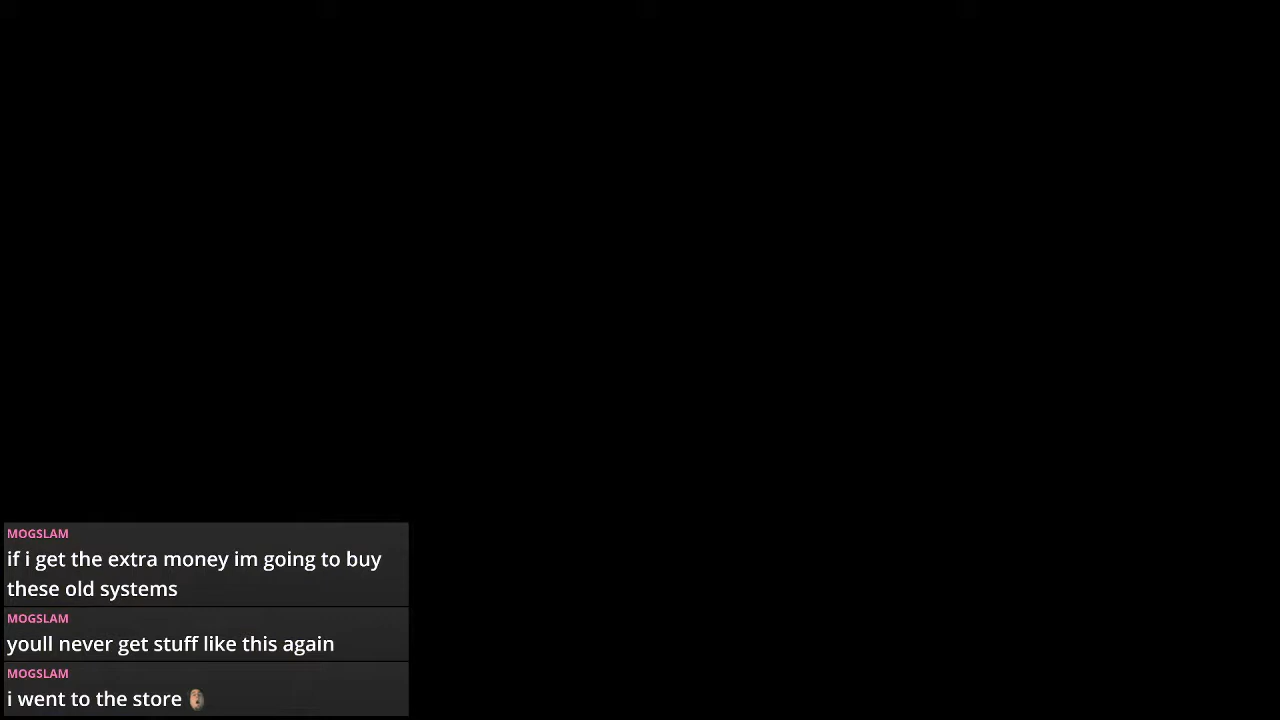 MOGSLAM
if i get the extra money im going to buy
these old systems
MOGSLAM
youll never get stuff like this again
MOGSLAM
i went to the store